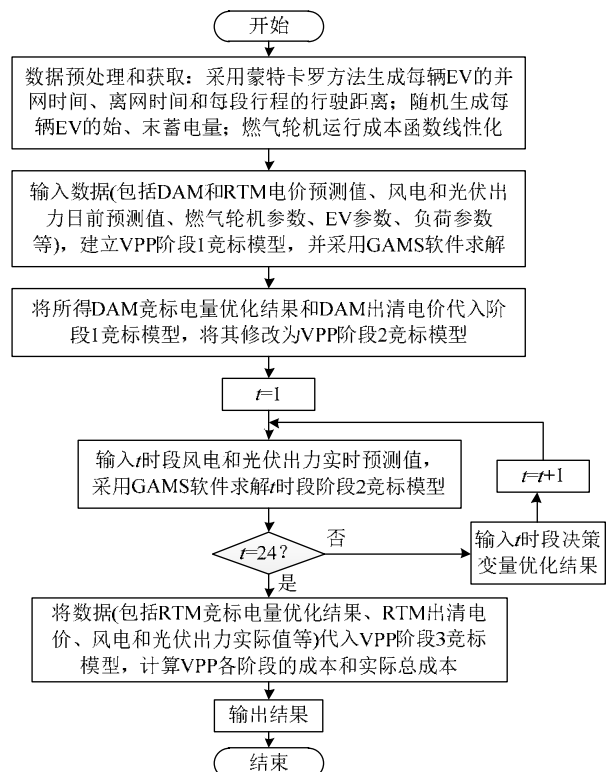 开始
数据预处理和获取：采用蒙特卡罗方法生成每辆EV的并
网时间、离网时间和每段行程的行驶距离；随机生成每
辆EV的始、末蓄电量；燃气轮机运行成本函数线性化
输入数据(包括DAM和RTM电价预测值、风电和光伏出
力日前预测值、燃气轮机参数、EV参数、负荷参数
等)，建立VPP阶段1竞标模型，并采用GAMS软件求解
将所得DAM竞标电量优化结果和DAM出清电价代入阶
段1竞标模型，将其修改为VPP阶段2竞标模型
t=1
输入t时段风电和光伏出力实时预测值，
采用GAMS软件求解t时段阶段2竞标模型
t=t+1
t=24?
否
输入t时段决策
变量优化结果
是
将数据(包括RTM竞标电量优化结果、RTM出清电
价、风电和光伏出力实际值等)代入VPP阶段3竞标
模型，计算VPP各阶段的成本和实际总成本
输出结果
结束